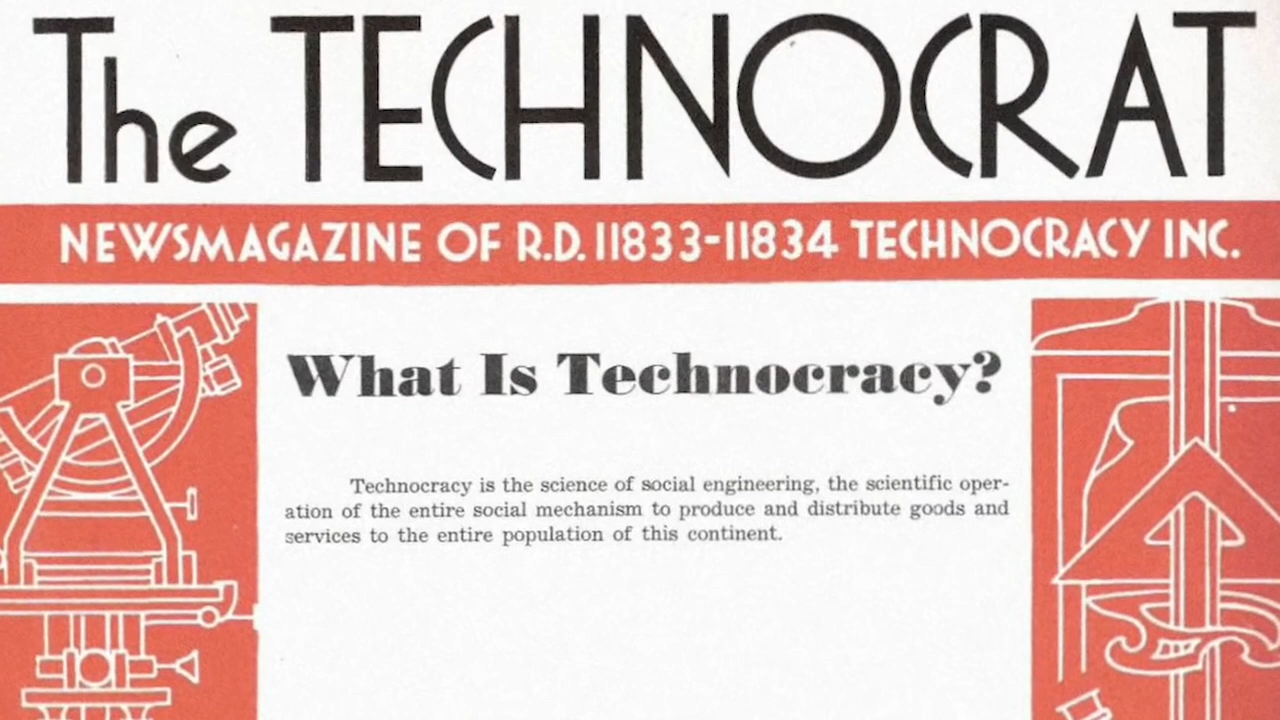 The TECHNOCRAT
NEWSMAGAZINE OF R.D. 11833-11834 TECHNOCRACY INC.
What Is Technocracy?
Technocracy is the science of social engineering, the scientific oper-
ation of the entire social mechanism to produce and distribute goods and
services to the entire population of this continent.